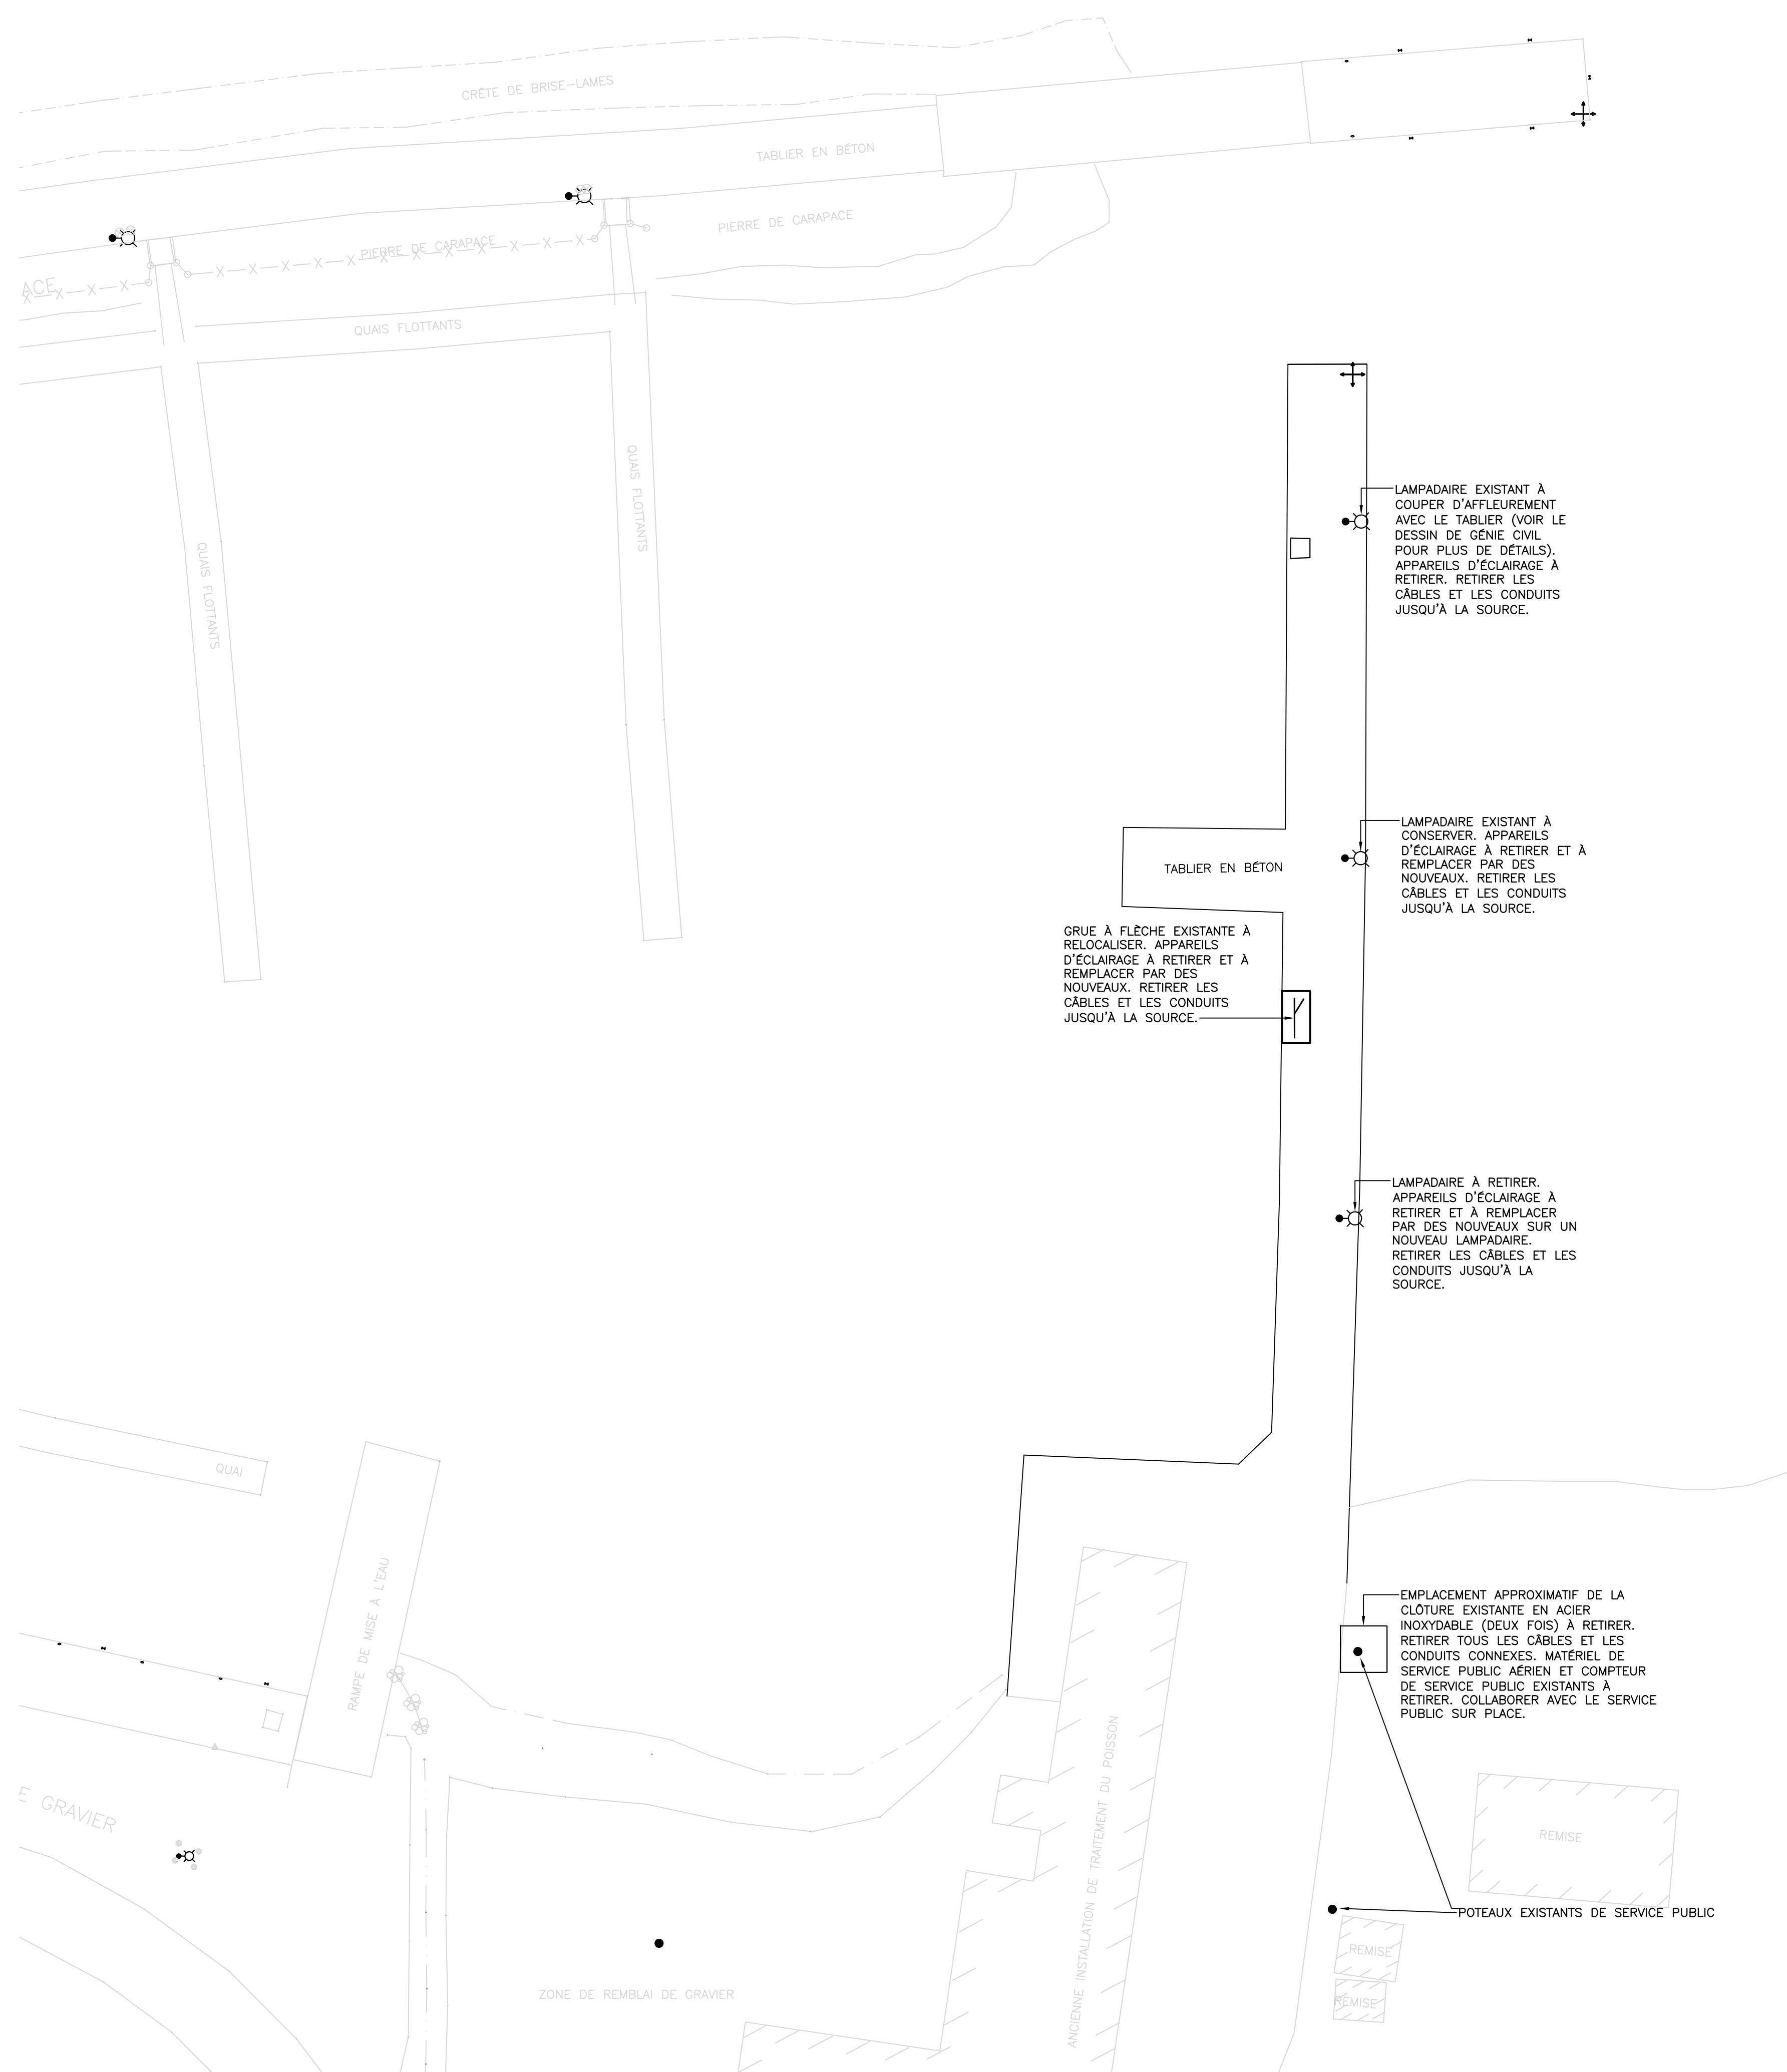 CRÊTE DE BRISE-LAMES
TABLIER EN BÉTON
PIERRE DE CARAPACE
PIERRE DE CARAPACE
ACE
QUAIS FLOTTANTS
QUAIS FLOTTANTS
QUAIS FLOTTANTS
LAMPADAIRE EXISTANT À
COUPER D'AFFLEUREMENT
AVEC LE TABLIER (VOIR LE
DESSIN DE GÉNIE CIVIL
POUR PLUS DE DÉTAILS).
APPAREILS D'ÉCLAIRAGE À
RETIRER. RETIRER LES
CÂBLES ET LES CONDUITS
JUSQU'À LA SOURCE.
LAMPADAIRE EXISTANT À
CONSERVER. APPAREILS
D'ÉCLAIRAGE À RETIRER ET À
REMPLACER PAR DES
NOUVEAUX. RETIRER LES
CÂBLES ET LES CONDUITS
JUSQU'À LA SOURCE.
TABLIER EN BÉTON
GRUE À FLÈCHE EXISTANTE À
RELOCALISER. APPAREILS
D'ÉCLAIRAGE À RETIRER ET À
REMPLACER PAR DES
NOUVEAUX. RETIRER LES
CÂBLES ET LES CONDUITS
JUSQU'À LA SOURCE.
LAMPADAIRE À RETIRER.
APPAREILS D'ÉCLAIRAGE À
RETIRER ET À REMPLACER
PAR DES NOUVEAUX SUR UN
NOUVEAU LAMPADAIRE.
RETIRER LES CÂBLES ET LES
CONDUITS JUSQU'À LA
SOURCE.
QUAI
RAMPE DE MISE À L'EAU
EMPLACEMENT APPROXIMATIF DE LA
CLÔTURE EXISTANTE EN ACIER
INOXYDABLE (DEUX FOIS) À RETIRER.
RETIRER TOUS LES CÂBLES ET LES
CONDUITS CONNEXES. MATÉRIEL DE
SERVICE PUBLIC AÉRIEN ET COMPTEUR
DE SERVICE PUBLIC EXISTANTS À
RETIRER. COLLABORER AVEC LE SERVICE
PUBLIC SUR PLACE.
E GRAVIER
ANCIENNE INSTALLATION DE TRAITEMENT DU POISSON
REMISE
POTEAUX EXISTANTS DE SERVICE PUBLIC
REMISE
ZONE DE REMBLAI DE GRAVIER
REMISE